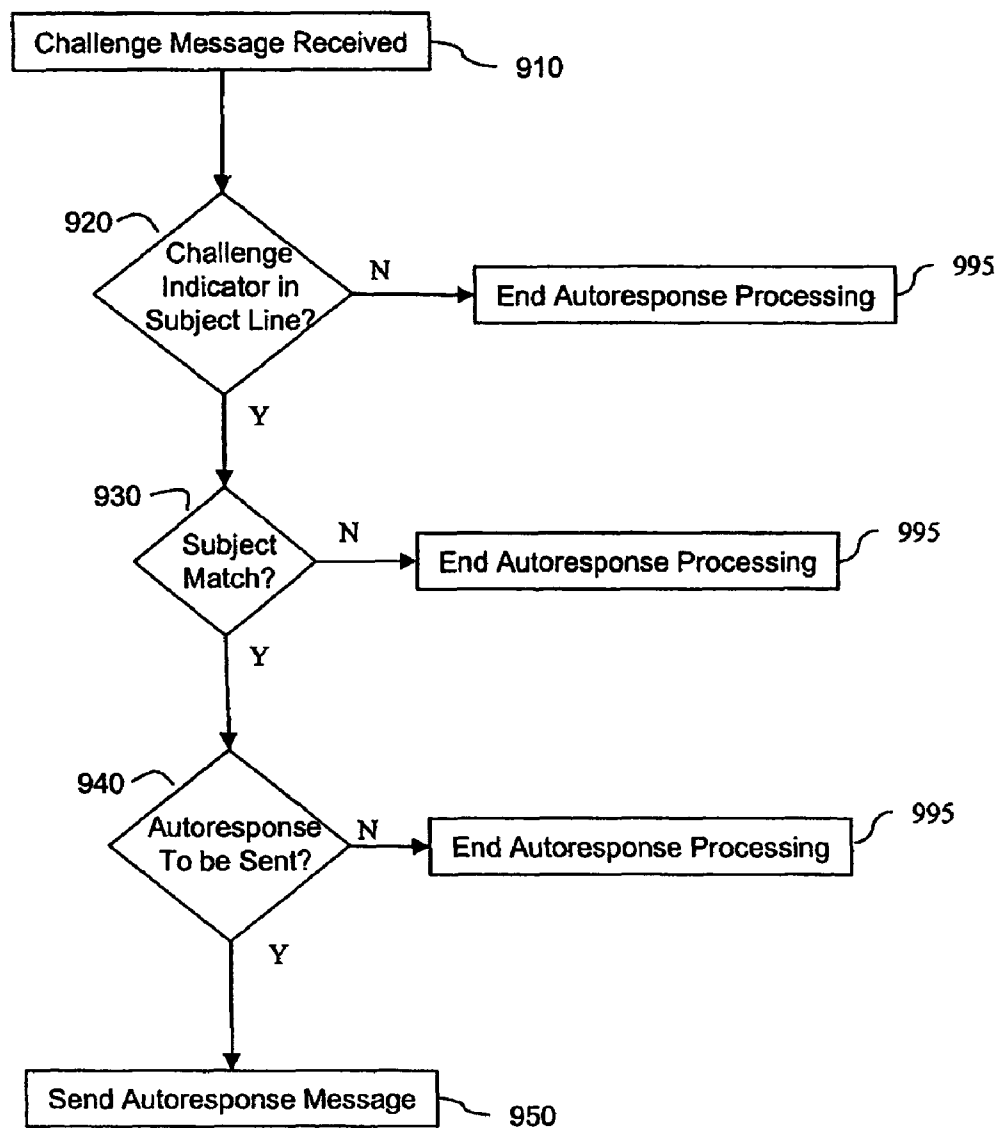 Challenge Message Received
910
920
Challenge
Indicator in
Subject Line?
N
End Autoresponse Processing
995
Y
930
Subject
Match?
N
End Autoresponse Processing
995
Y
940
Autoresponse
To be Sent?
N
End Autoresponse Processing
995
Y
Send Autoresponse Message
950